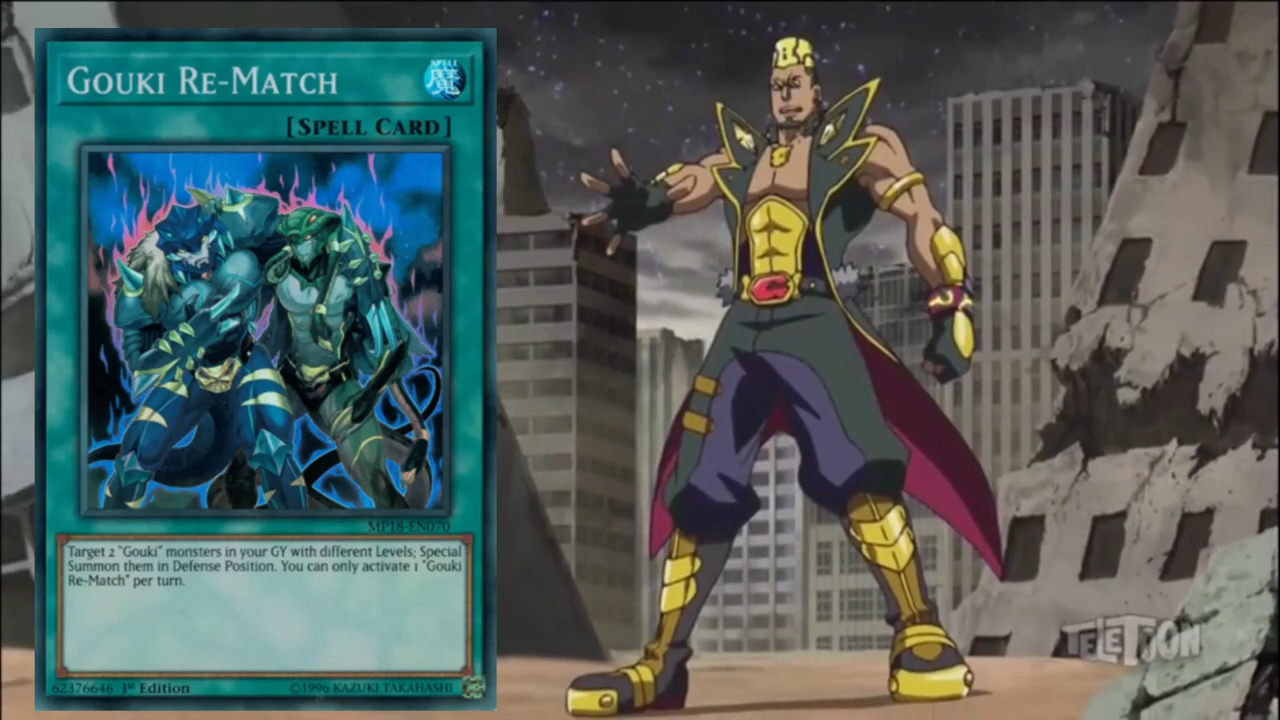 GOUKI RE-MATCH
SPELL
魔
[SPELL CARD]
MP18-EN070
Target 2 "Gouki" monsters in your GY with different Levels; Special
Summon them in Defense Position. You can only activate 1 "Gouki
Re-Match" per turn.
62376646 1st Edition
©1996 KAZUKI TAKAHASHI
TELETOON